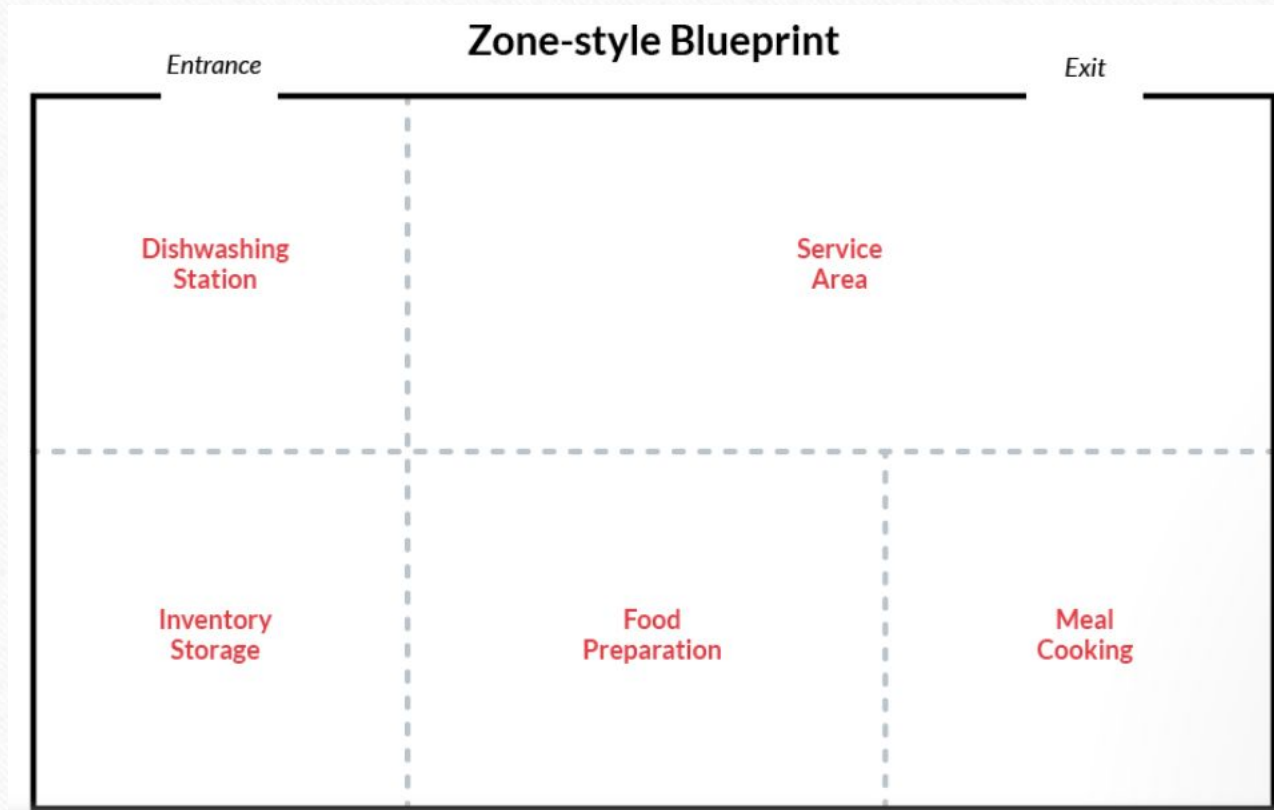 Zone-style Blueprint
Entrance
Exit
Dishwashing
Station
Service
Area
Inventory
Storage
Food
Preparation
Meal
Cooking